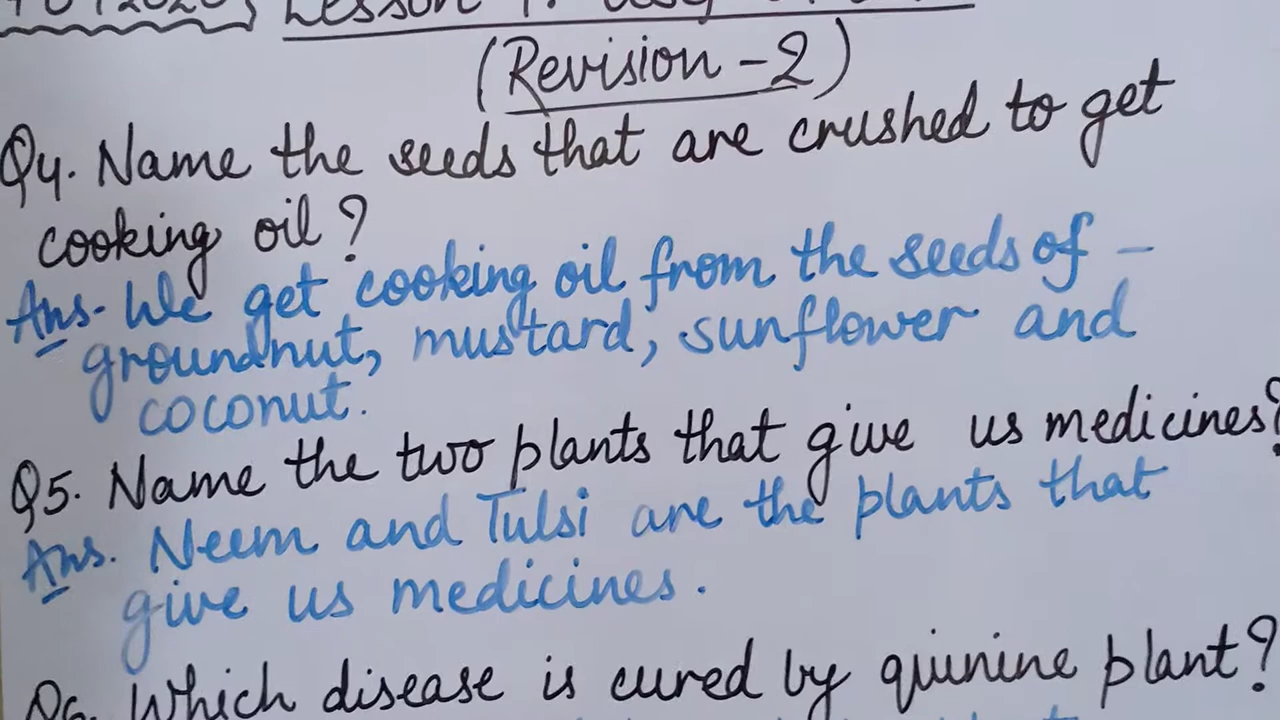 Lesson
(Revision - 2)
Q4. Name the seeds that are crushed to get
cooking oil ?
Ans- We get cooking oil from the seeds of -
groundnut, mustard, sunflower and
coconut.
Q5. Name the two plants that give us medicines?
Ans. Neem and Tulsi are the plants that
give us medicines.
Q6. Which disease is cured by quinine plant?